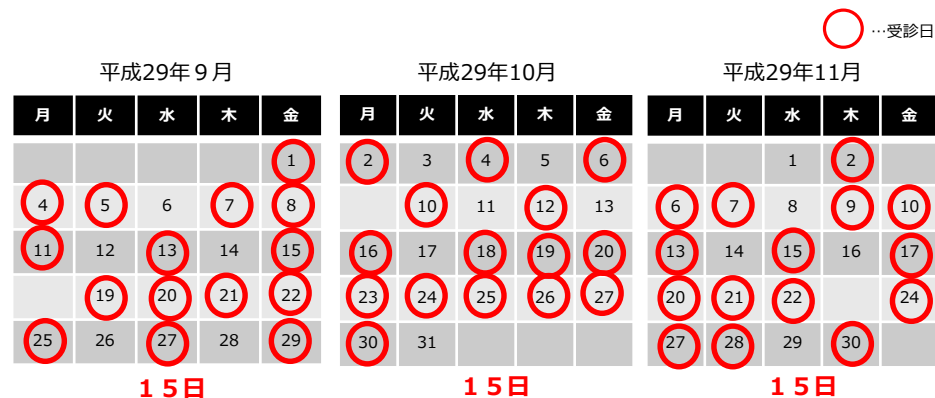 …受診日
平成29年９月
月 火 水 木 金
1
4 5 6 7 8
11 12 13 14 15
19 20 21 22
25 26 27 28 29
１５日
平成29年10月
月 火 水 木 金
2 3 4 5 6
10 11 12 13
16 17 18 19 20
23 24 25 26 27
30 31
１５日
平成29年11月
月 火 水 木 金
1 2
6 7 8 9 10
13 14 15 16 17
20 21 22 24
27 28 29 30
１５日